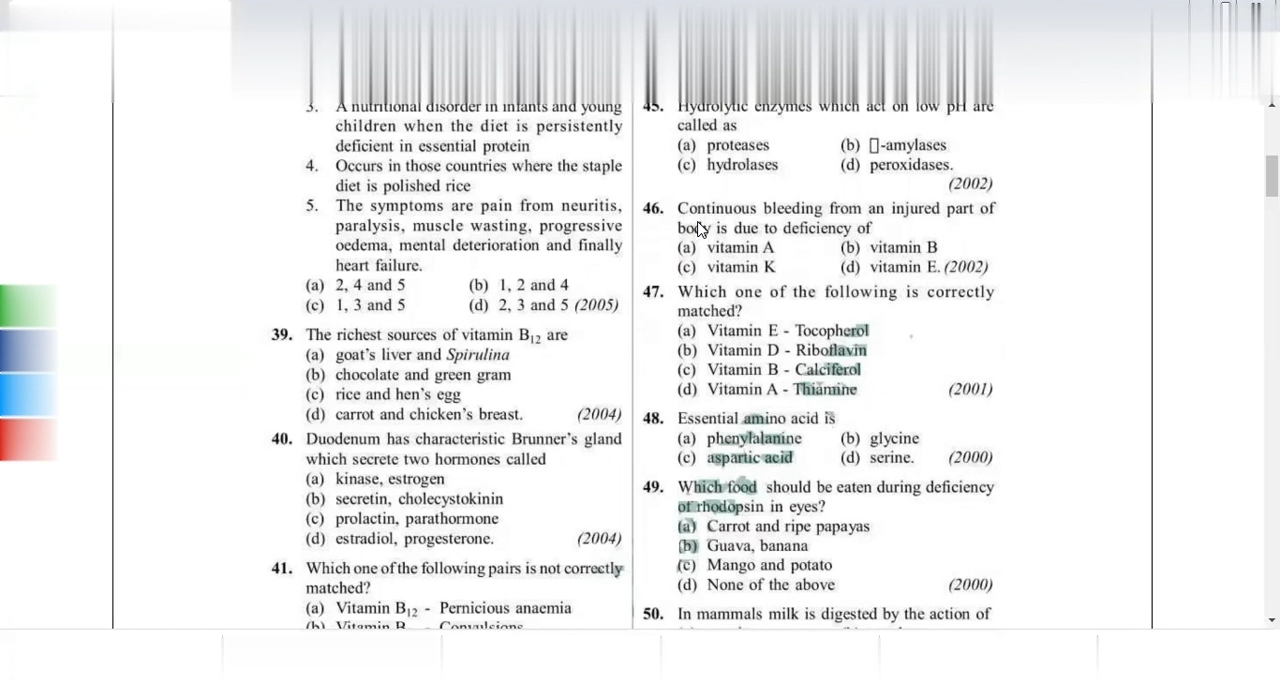 3. A nutritional disorder in infants and young
children when the diet is persistently
deficient in essential protein
4. Occurs in those countries where the staple
diet is polished rice
5. The symptoms are pain from neuritis,
paralysis, muscle wasting, progressive
oedema, mental deterioration and finally
heart failure.
(a) 2, 4 and 5 (b) 1, 2 and 4
(c) 1, 3 and 5 (d) 2, 3 and 5 (2005)
39. The richest sources of vitamin B12 are
(a) goat's liver and Spirulina
(b) chocolate and green gram
(c) rice and hen's egg
(d) carrot and chicken's breast. (2004)
40. Duodenum has characteristic Brunner's gland
which secrete two hormones called
(a) kinase, estrogen
(b) secretin, cholecystokinin
(c) prolactin, parathormone
(d) estradiol, progesterone. (2004)
41. Which one of the following pairs is not correctly
matched?
(a) Vitamin B12 - Pernicious anaemia
(b) Vitamin B Convulsions
45. Hydrolytic enzymes which act on low pH are
called as
(a) proteases (b) □-amylases
(c) hydrolases (d) peroxidases.
(2002)
46. Continuous bleeding from an injured part of
body is due to deficiency of
(a) vitamin A (b) vitamin B
(c) vitamin K (d) vitamin E. (2002)
47. Which one of the following is correctly
matched?
(a) Vitamin E - Tocopherol
(b) Vitamin D - Riboflavin
(c) Vitamin B - Calciferol
(d) Vitamin A - Thiamine (2001)
48. Essential amino acid is
(a) phenylalanine (b) glycine
(c) aspartic acid (d) serine. (2000)
49. Which food should be eaten during deficiency
of rhodopsin in eyes?
(a) Carrot and ripe papayas
(b) Guava, banana
(c) Mango and potato
(d) None of the above (2000)
50. In mammals milk is digested by the action of